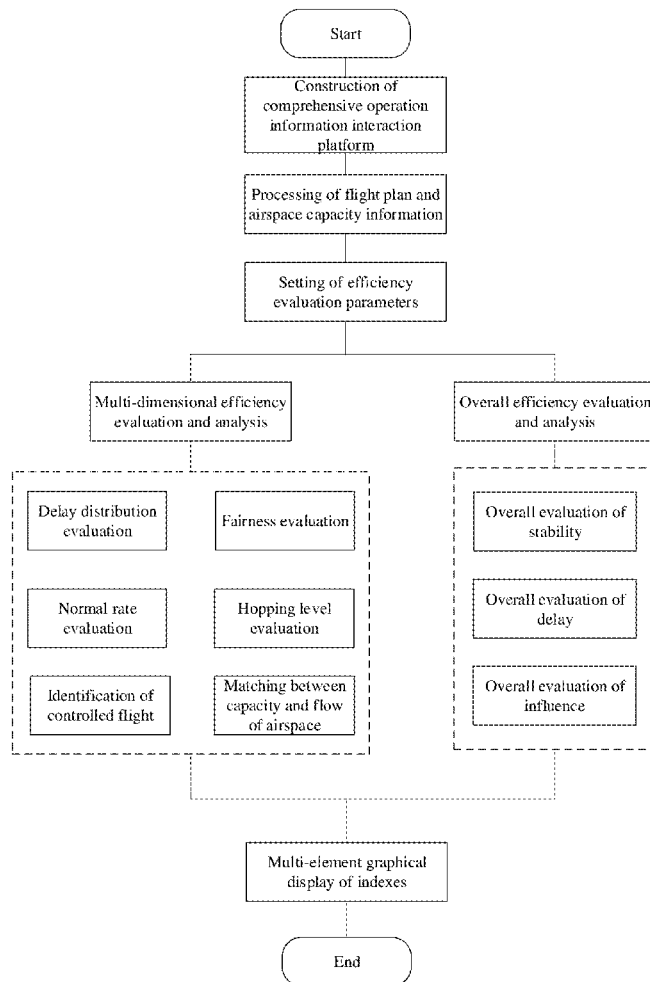 Start
Construction of
comprehensive operation
information interaction
platform
Processing of flight plan and
airspace capacity information
Setting of efficiency
evaluation parameters
Multi-dimensional efficiency
evaluation and analysis
Overall efficiency evaluation
and analysis
Delay distribution
evaluation
Fairness evaluation
Normal rate
evaluation
Hopping level
evaluation
Identification of
controlled flight
Matching between
capacity and flow
of airspace
Overall evaluation of
stability
Overall evaluation of
delay
Overall evaluation of
influence
Multi-element graphical
display of indexes
End